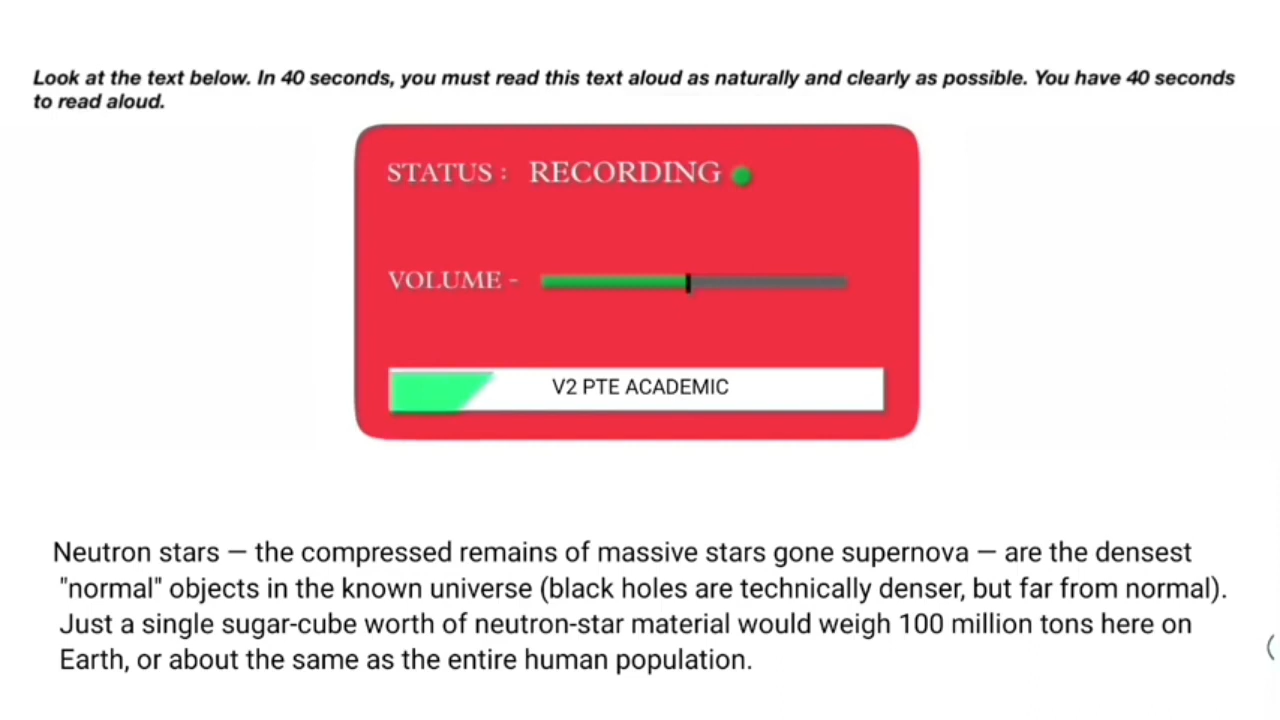 Look at the text below. In 40 seconds, you must read this text aloud as naturally and clearly as possible. You have 40 seconds
to read aloud.
STATUS : RECORDING
VOLUME -
V2 PTE ACADEMIC
Neutron stars — the compressed remains of massive stars gone supernova — are the densest
"normal" objects in the known universe (black holes are technically denser, but far from normal).
Just a single sugar-cube worth of neutron-star material would weigh 100 million tons here on
Earth, or about the same as the entire human population.